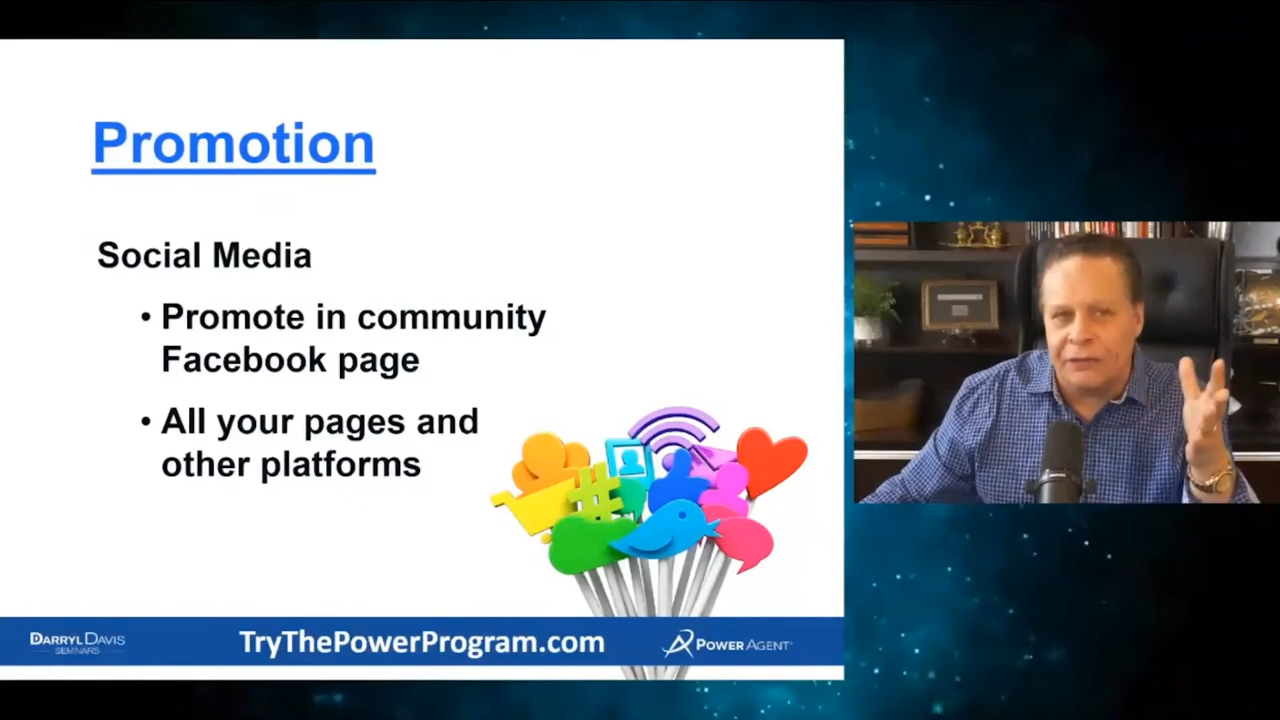 Promotion
Social Media
• Promote in community
Facebook page
• All your pages and
other platforms
DARRYL DAVIS
SEMINARS
TryThePowerProgram.com
POWER AGENT